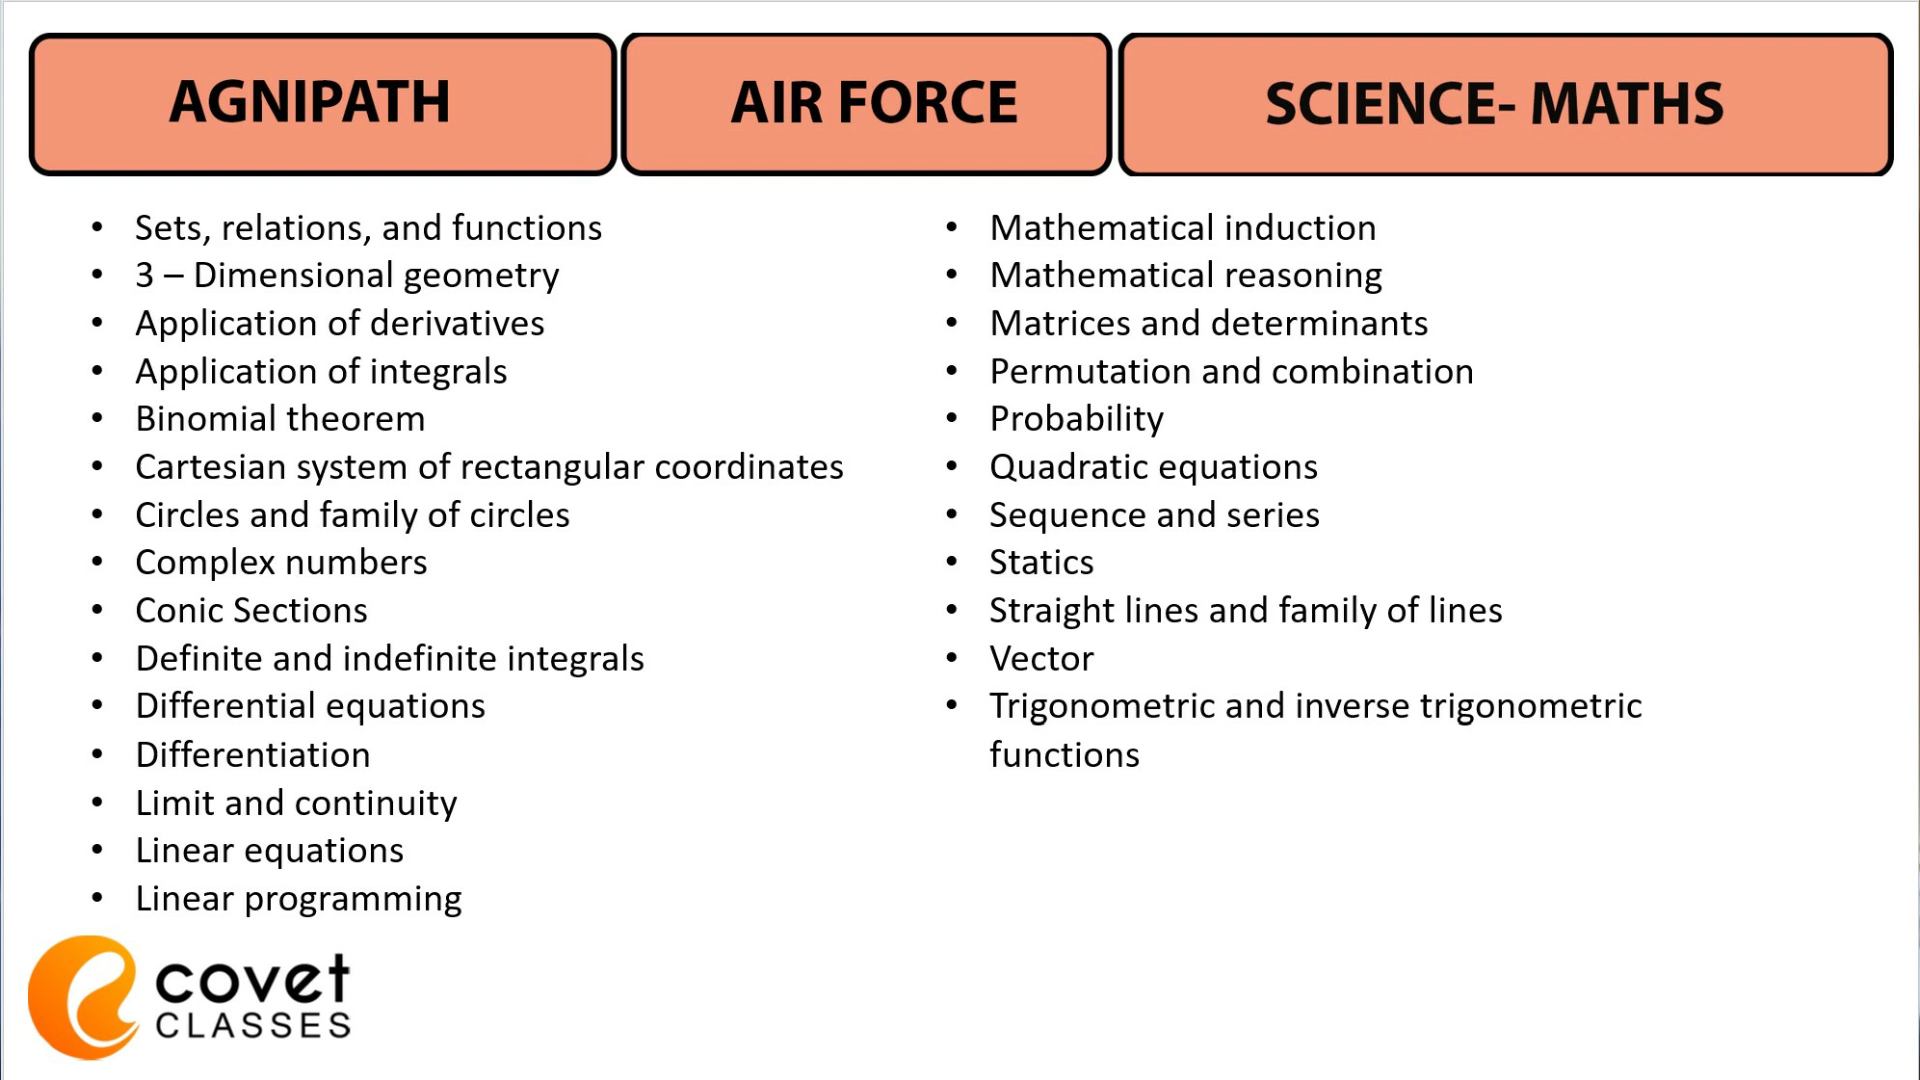 AGNIPATH
AIR FORCE
SCIENCE- MATHS
• Sets, relations, and functions
• 3 – Dimensional geometry
• Application of derivatives
• Application of integrals
• Binomial theorem
• Cartesian system of rectangular coordinates
• Circles and family of circles
• Complex numbers
• Conic Sections
• Definite and indefinite integrals
• Differential equations
• Differentiation
• Limit and continuity
• Linear equations
• Linear programming
• Mathematical induction
• Mathematical reasoning
• Matrices and determinants
• Permutation and combination
• Probability
• Quadratic equations
• Sequence and series
• Statics
• Straight lines and family of lines
• Vector
• Trigonometric and inverse trigonometric
functions
covet
CLASSES